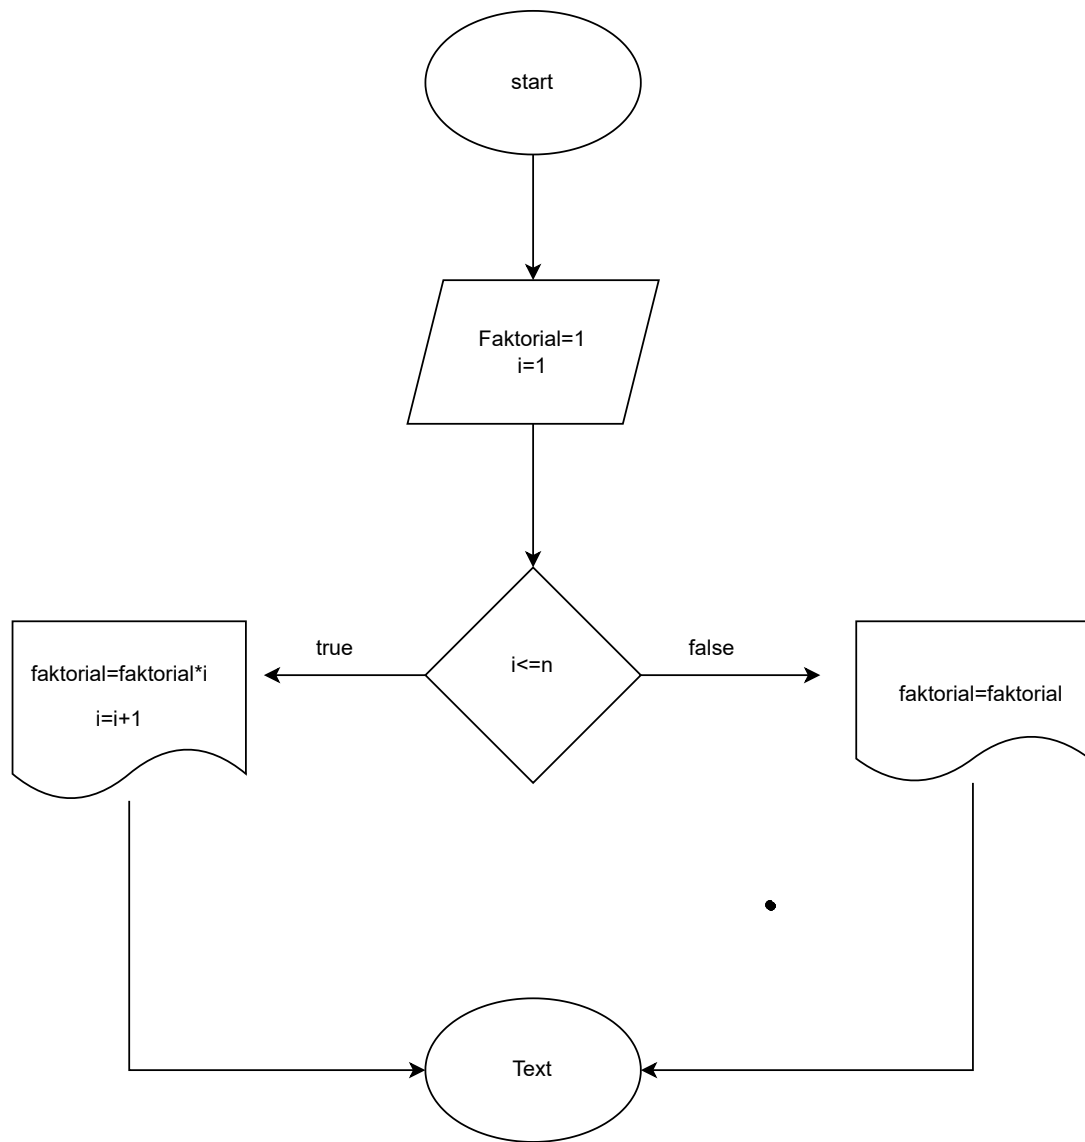 start
Faktorial=1
i=1
true
i<=n
false
faktorial=faktorial*i
i=i+1
faktorial=faktorial
Text